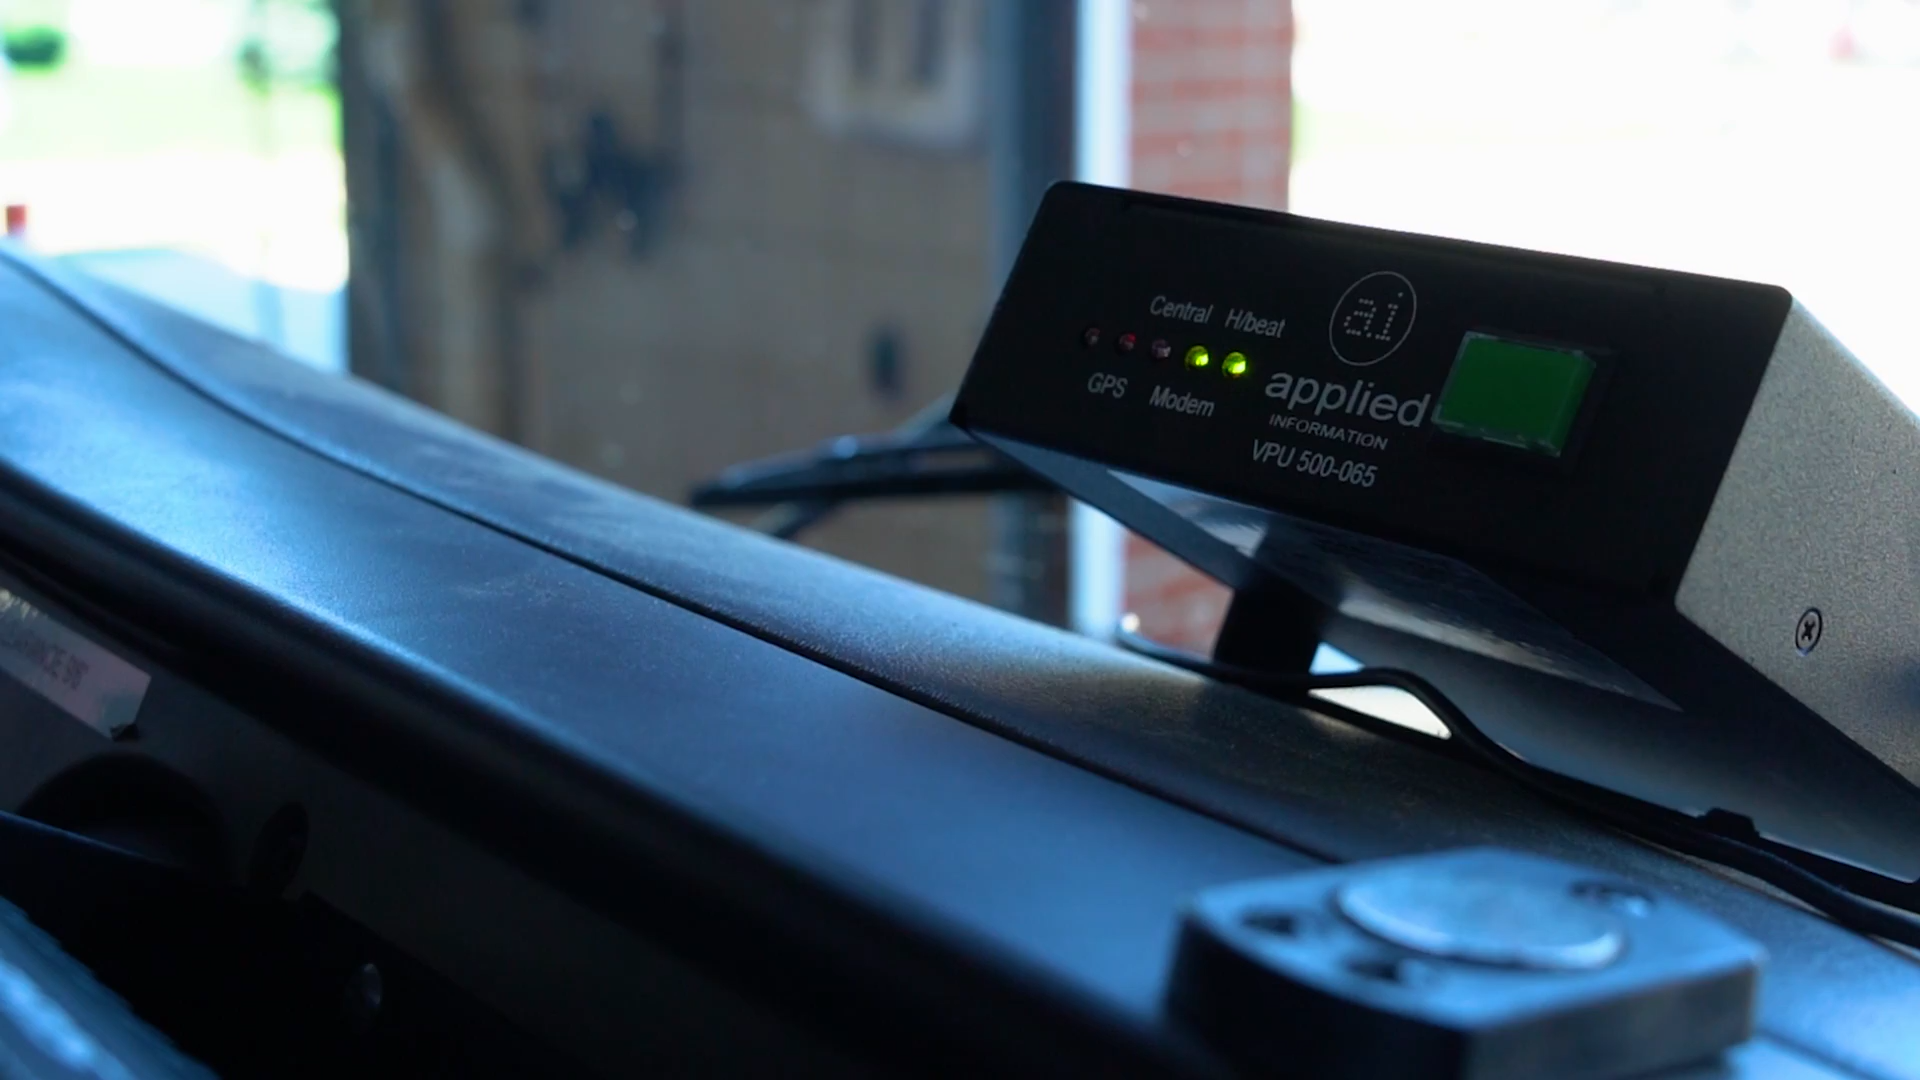 Central H/beat
GPS Modem
ai
applied
INFORMATION
VPU 500-065